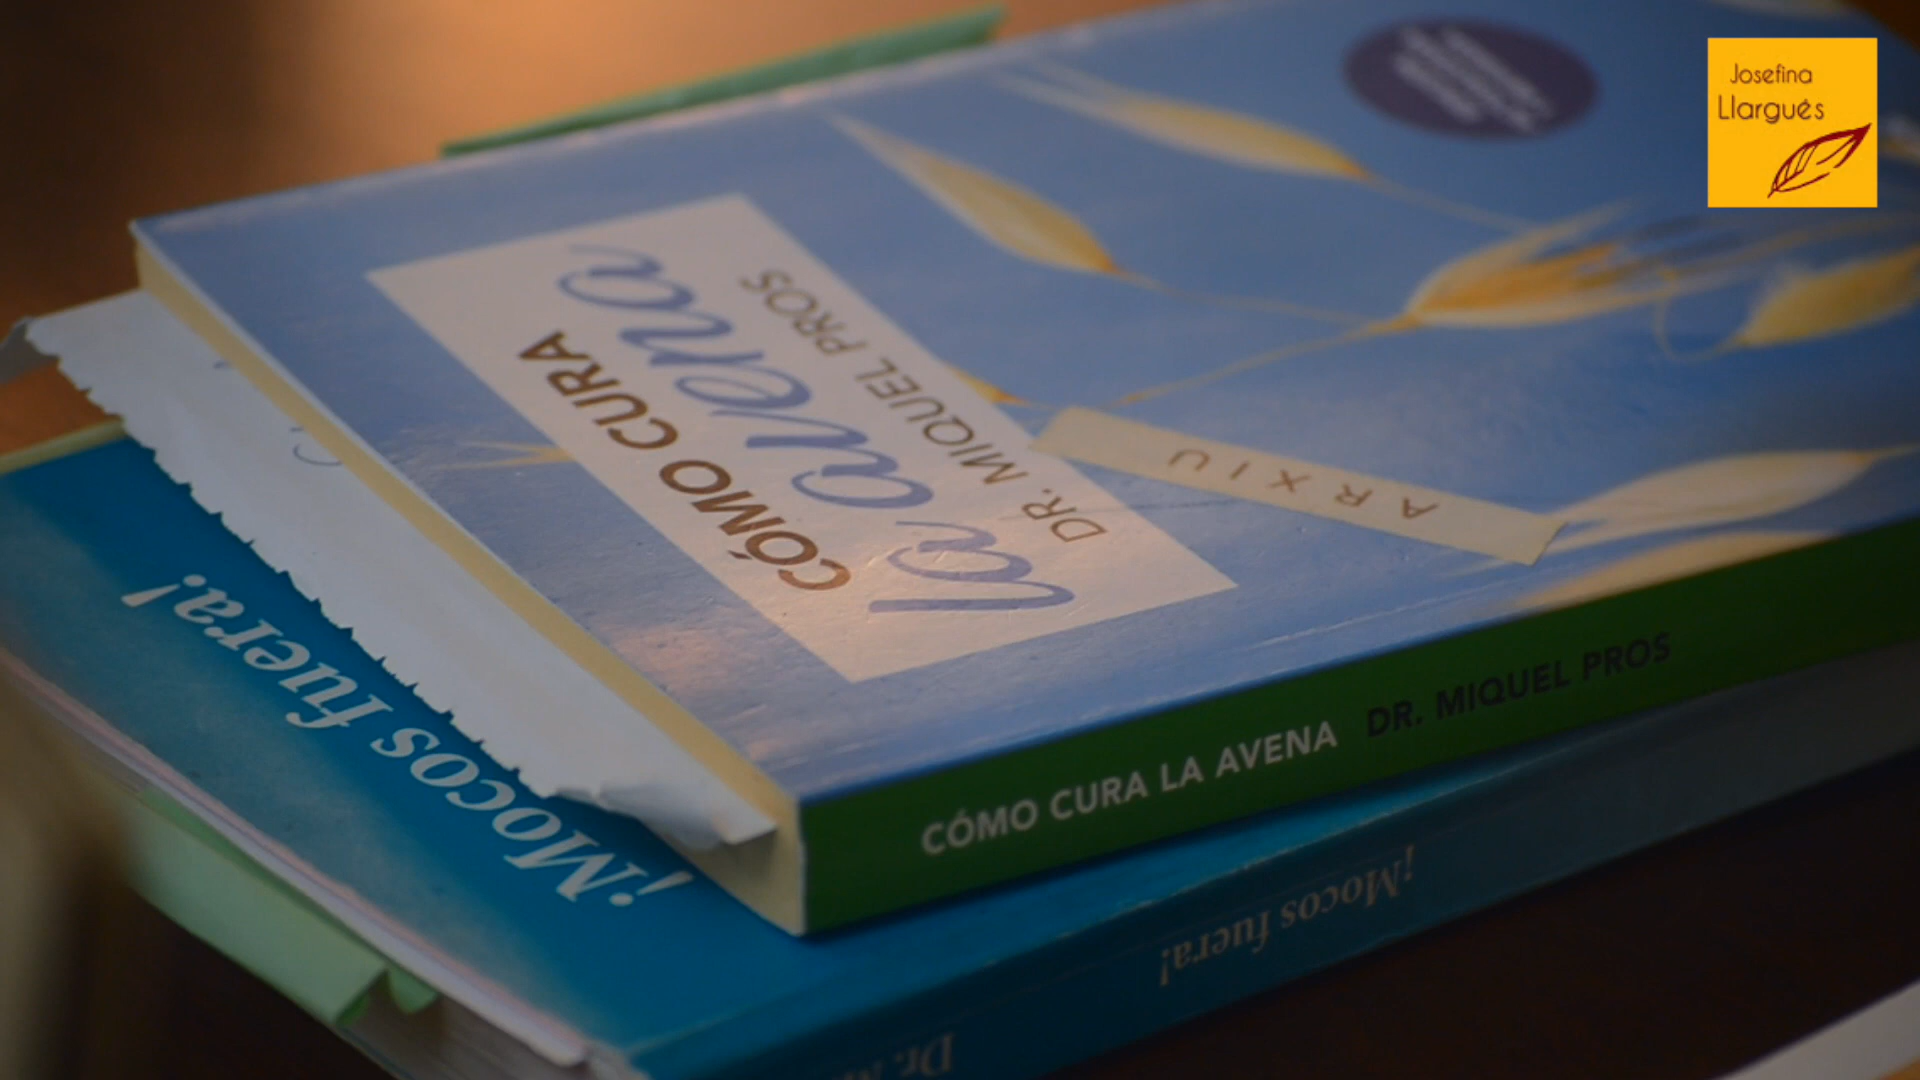 Josefina
Llargués
CÓMO CURA
la avena
DR. MIQUEL PROS
ARXIU
CÓMO CURA LA AVENA DR. MIQUEL PROS
¡Mocos fuera!
¡Mocos fuera!
Dr.